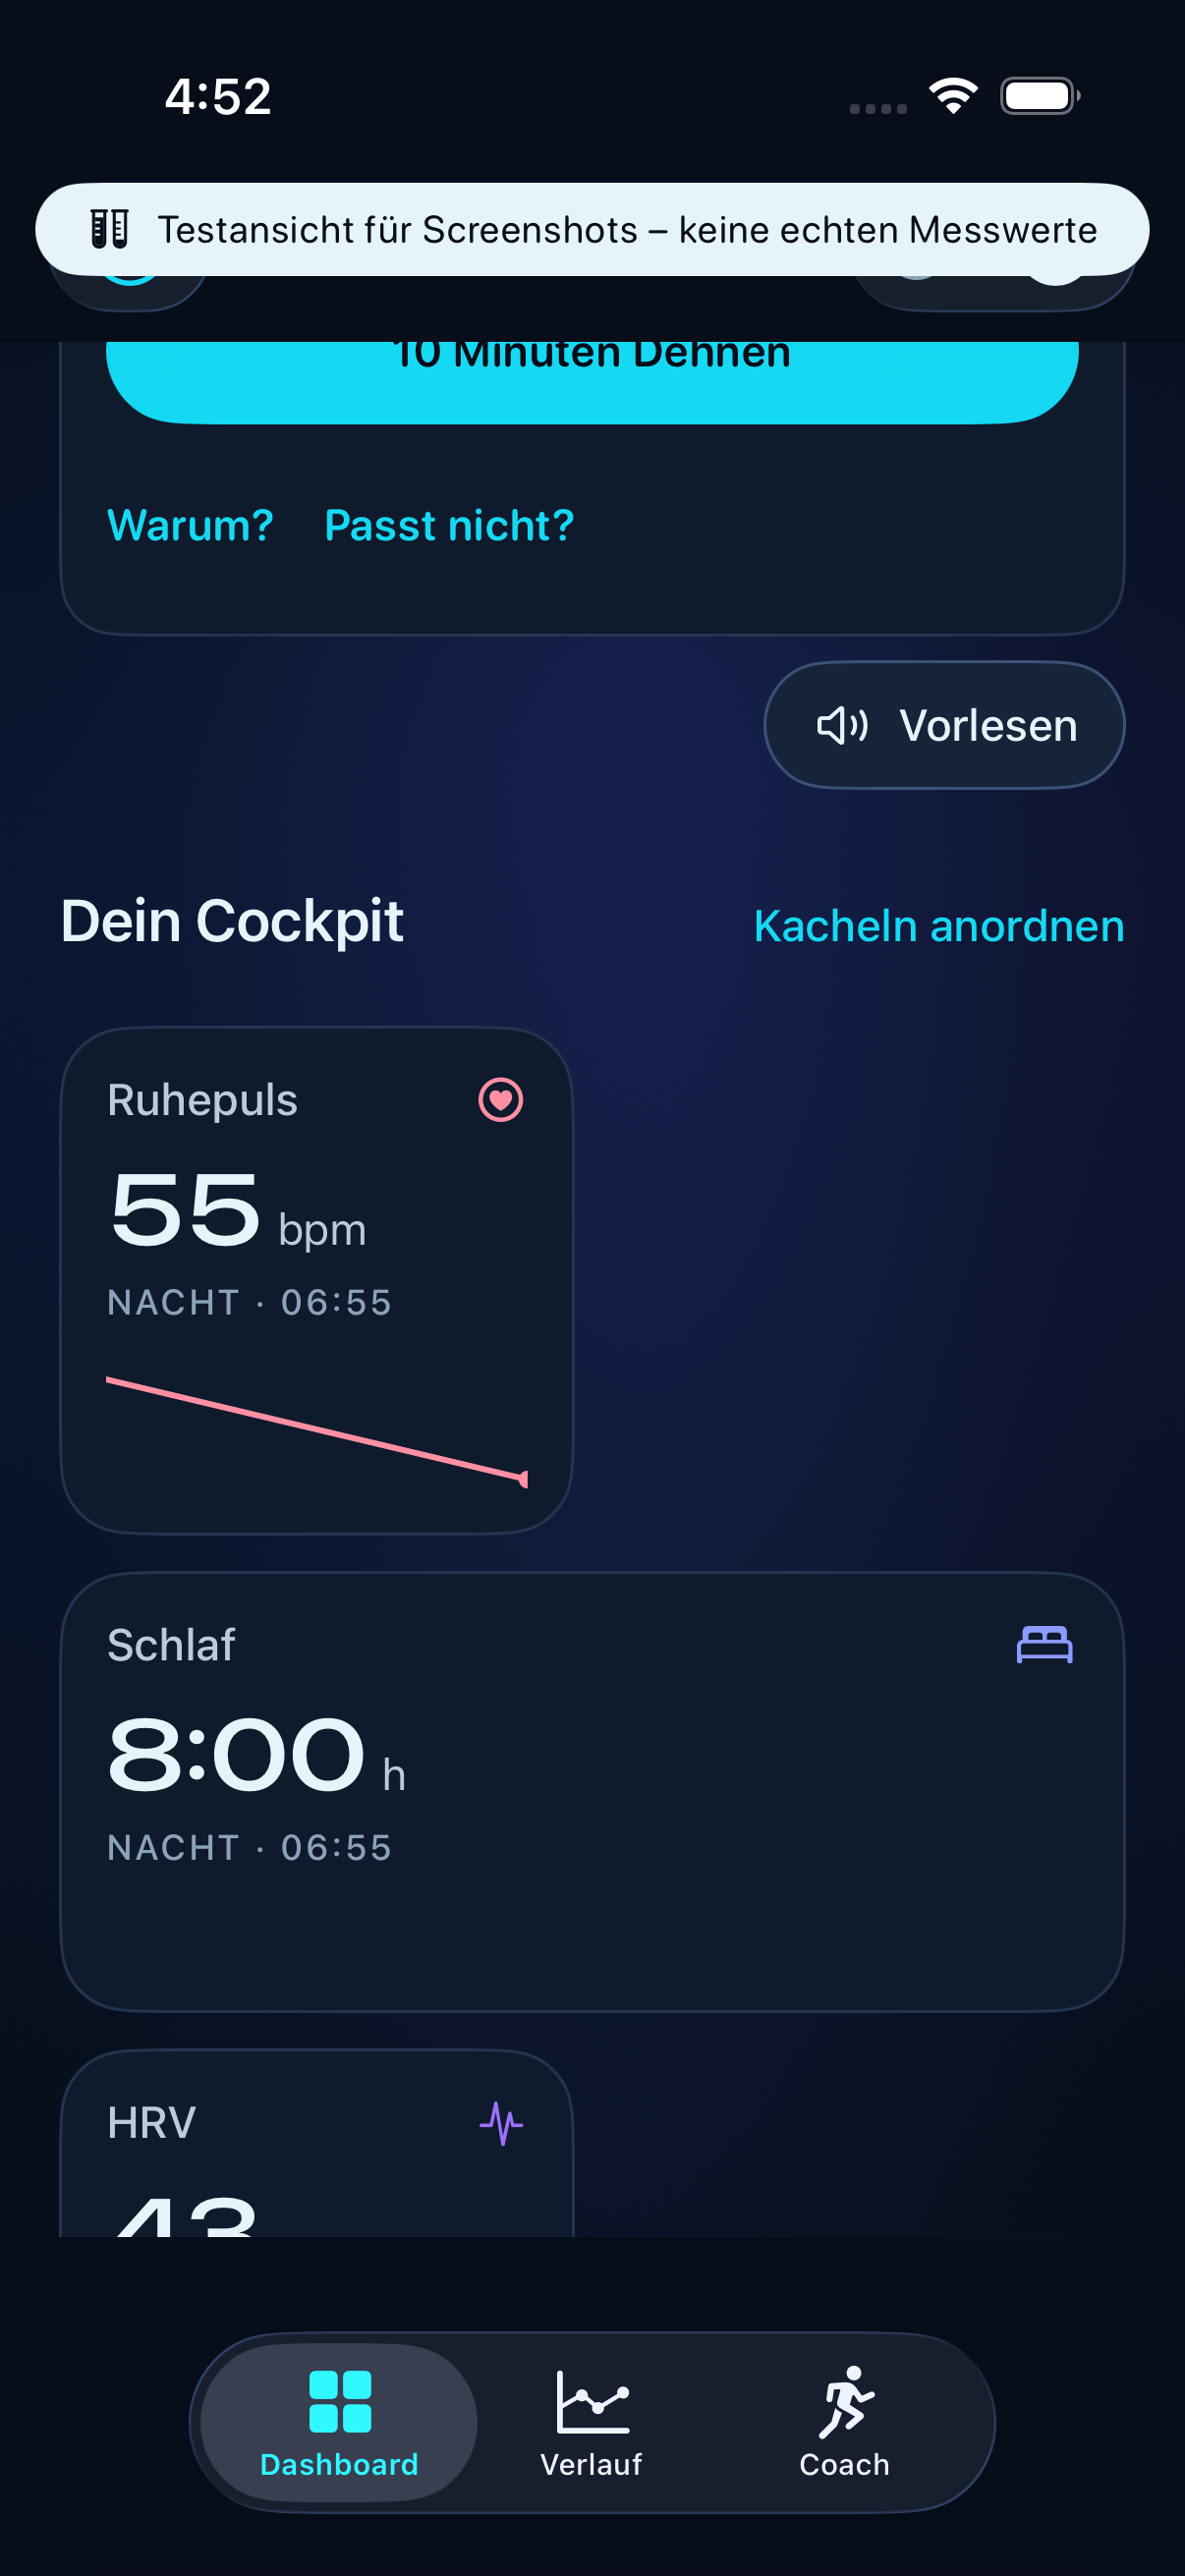 4:52
Testansicht für Screenshots – keine echten Messwerte
10 Minuten Dehnen
Warum? Passt nicht?
Vorlesen
Dein Cockpit Kacheln anordnen
Ruhepuls
55 bpm
NACHT · 06:55
Schlaf
8:00 h
NACHT · 06:55
HRV
43
Dashboard Verlauf Coach